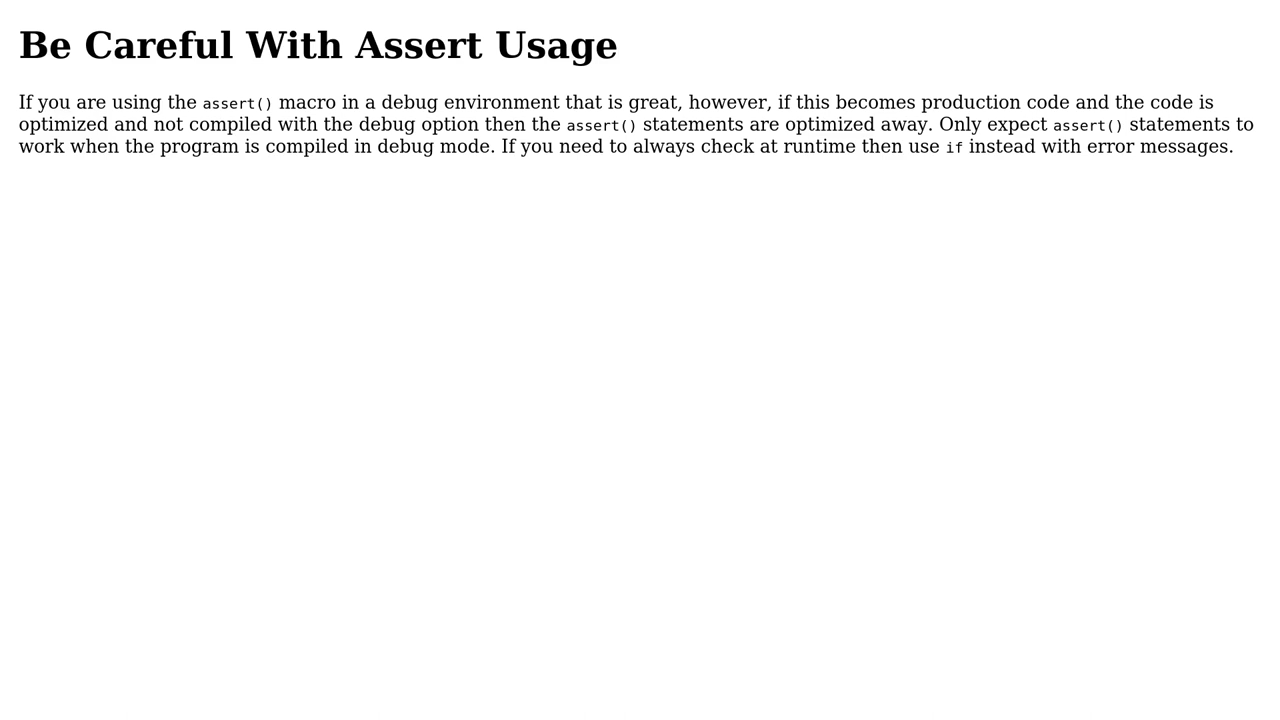 Be Careful With Assert Usage
If you are using the assert() macro in a debug environment that is great, however, if this becomes production code and the code is
optimized and not compiled with the debug option then the assert() statements are optimized away. Only expect assert() statements to
work when the program is compiled in debug mode. If you need to always check at runtime then use if instead with error messages.